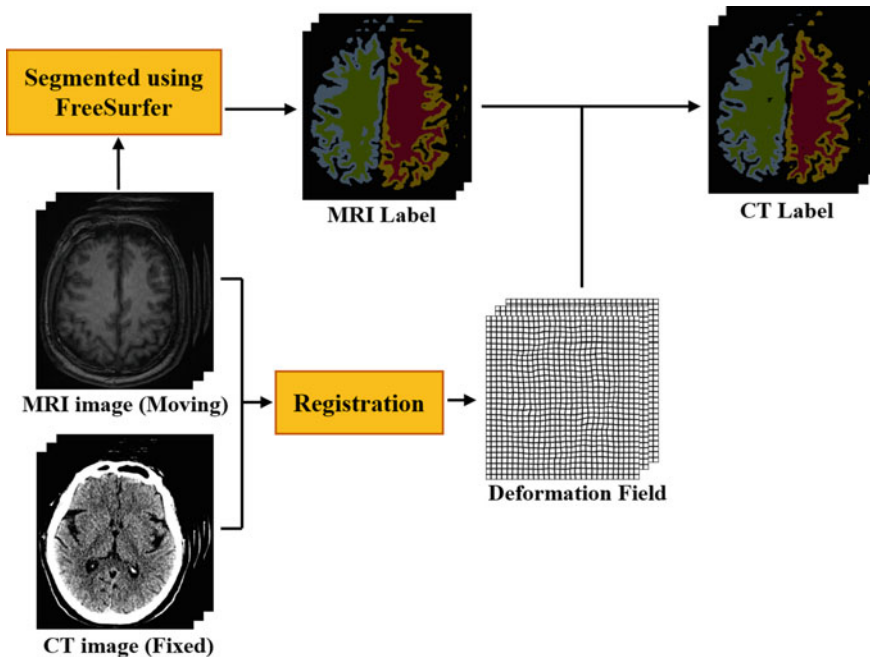 Segmented using
FreeSurfer
MRI Label
CT Label
MRI image (Moving)
Registration
Deformation Field
CT image (Fixed)